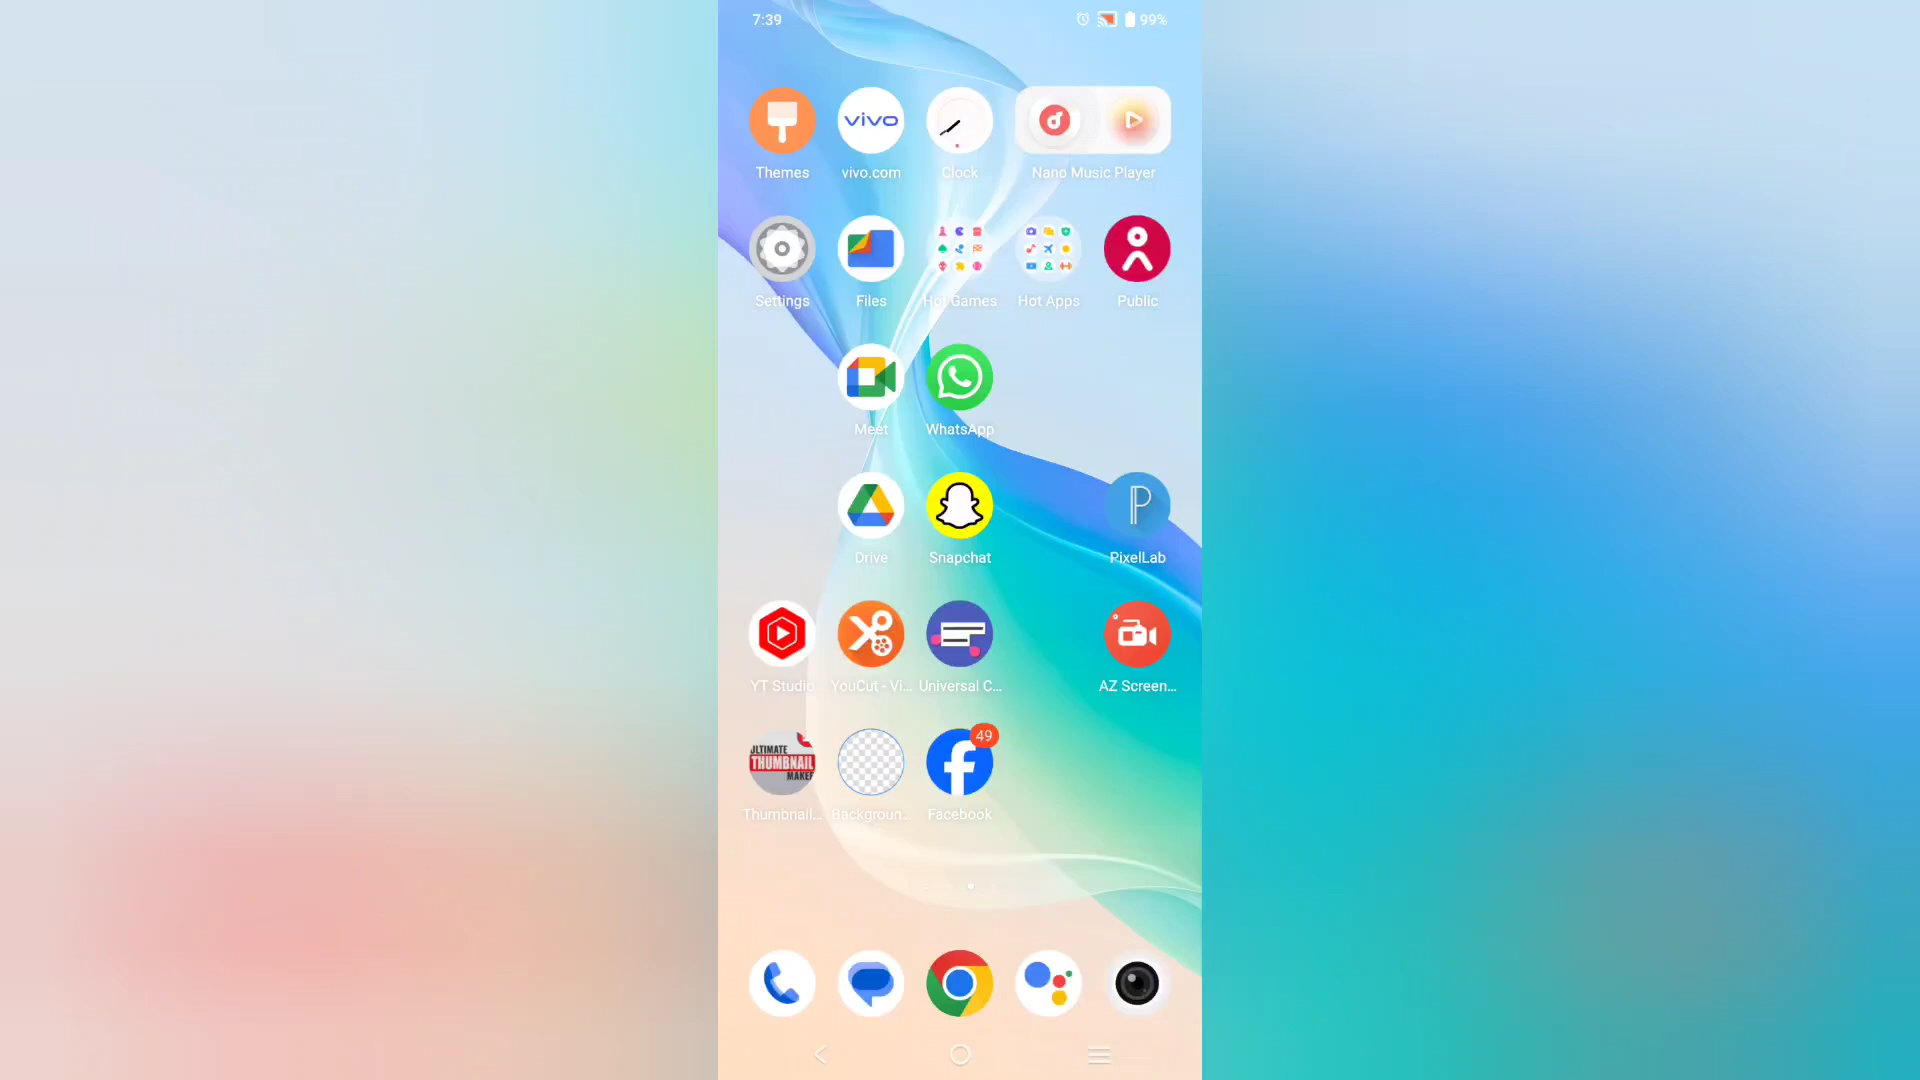 7:39 99%
vivo
Themes vivo.com Clock Nano Music Player
Settings Files Hot Games Hot Apps Public
Meet WhatsApp
P
Drive Snapchat PixelLab
YT Studio YouCut - Vi... Universal C... AZ Screen...
49
ULTIMATE
THUMBNAIL
MAKER
Thumbnail... Backgroun... Facebook